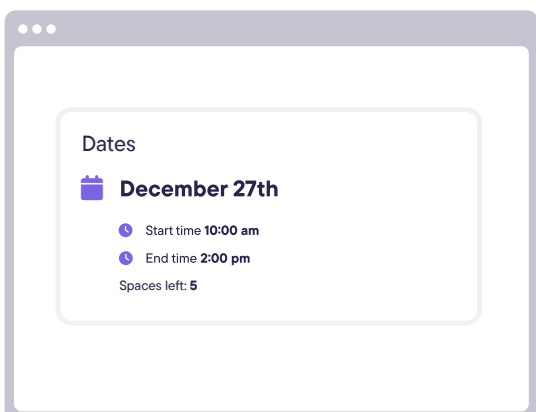 Dates
December 27th
Start time 10:00 am
End time 2:00 pm
Spaces left: 5